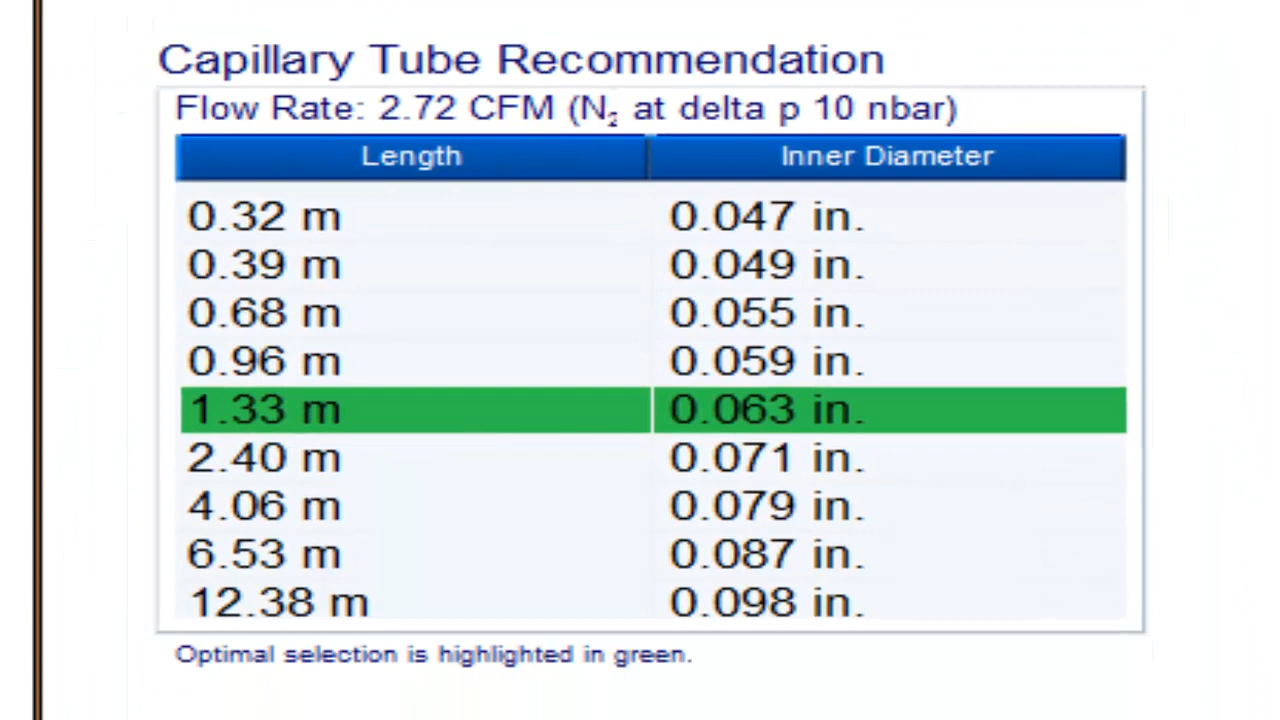 Capillary Tube Recommendation
Flow Rate: 2.72 CFM (N₂ at delta p 10 nbar)
Length Inner Diameter
0.32 m 0.047 in.
0.39 m 0.049 in.
0.68 m 0.055 in.
0.96 m 0.059 in.
1.33 m 0.063 in.
2.40 m 0.071 in.
4.06 m 0.079 in.
6.53 m 0.087 in.
12.38 m 0.098 in.
Optimal selection is highlighted in green.